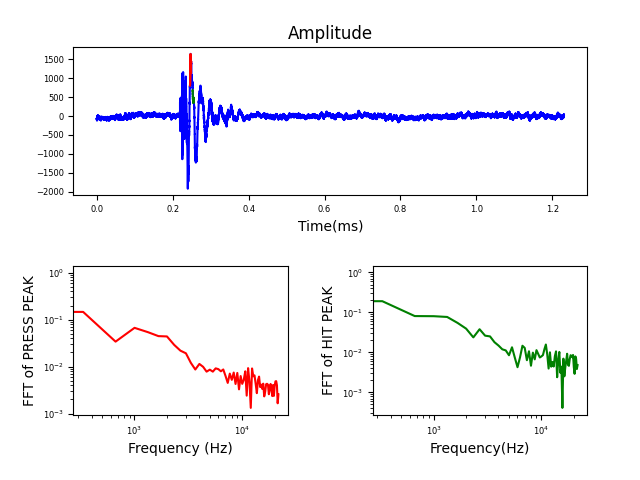 Amplitude
1500
1000
500
0
−500
−1000
−1500
−2000
0.0 0.2 0.4 0.6 0.8 1.0 1.2
Time(ms)
FFT of PRESS PEAK
10⁰
10⁻¹
10⁻²
10⁻³
10³ 10⁴
Frequency (Hz)
FFT of HIT PEAK
10⁰
10⁻¹
10⁻²
10⁻³
10³ 10⁴
Frequency(Hz)